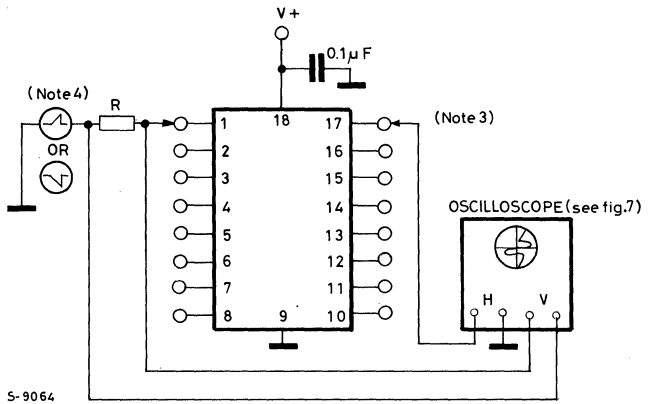 V+
0.1µF
(Note 4)
R
OR
18
1
2
3
4
5
6
7
8
9
17
16
15
14
13
12
11
10
(Note 3)
OSCILLOSCOPE (see fig.7)
H
V
S-9064